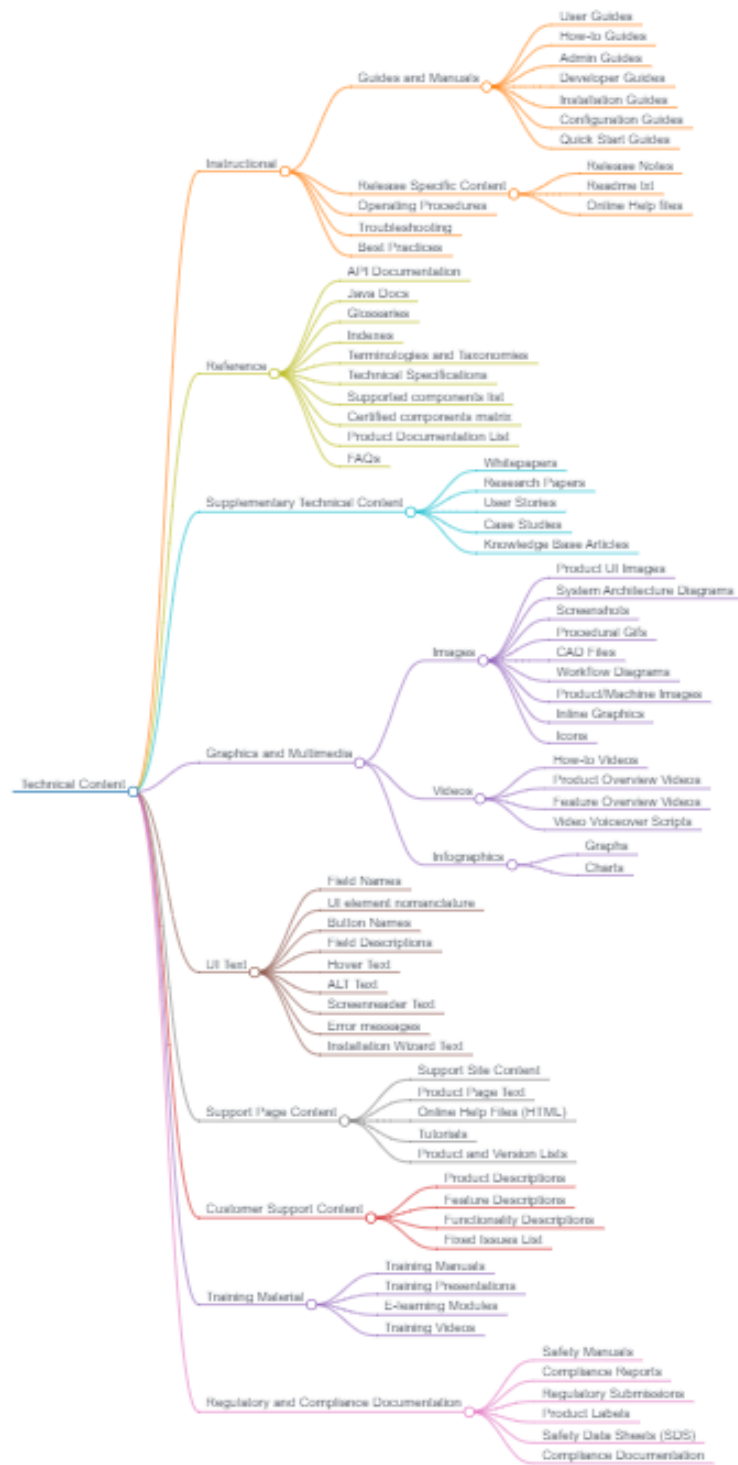 Technical Content
Instructional
Guides and Manuals
User Guides
How-to Guides
Admin Guides
Developer Guides
Installation Guides
Configuration Guides
Quick Start Guides
Release Specific Content
Release Notes
Readme txt
Online Help files
Operating Procedures
Troubleshooting
Best Practices
Reference
API Documentation
Java Docs
Glossaries
Indexes
Terminologies and Taxonomies
Technical Specifications
Supported components list
Certified components matrix
Product Documentation List
FAQs
Supplementary Technical Content
Whitepapers
Research Papers
User Stories
Case Studies
Knowledge Base Articles
Graphics and Multimedia
Images
Product UI Images
System Architecture Diagrams
Screenshots
Procedural Gifs
CAD Files
Workflow Diagrams
Product/Machine Images
Inline Graphics
Icons
Videos
How-to Videos
Product Overview Videos
Feature Overview Videos
Video Voiceover Scripts
Infographics
Graphs
Charts
UI Text
Field Names
UI element nomanclature
Button Names
Field Descriptions
Hover Text
ALT Text
Screenreader Text
Error messages
Installation Wizard Text
Support Page Content
Support Site Content
Product Page Text
Online Help Files (HTML)
Tutorials
Product and Version Lists
Customer Support Content
Product Descriptions
Feature Descriptions
Functionality Descriptions
Fixed Issues List
Training Material
Training Manuals
Training Presentations
E-learning Modules
Training Videos
Regulatory and Compliance Documentation
Safety Manuals
Compliance Reports
Regulatory Submissions
Product Labels
Safety Data Sheets (SDS)
Compliance Documentation